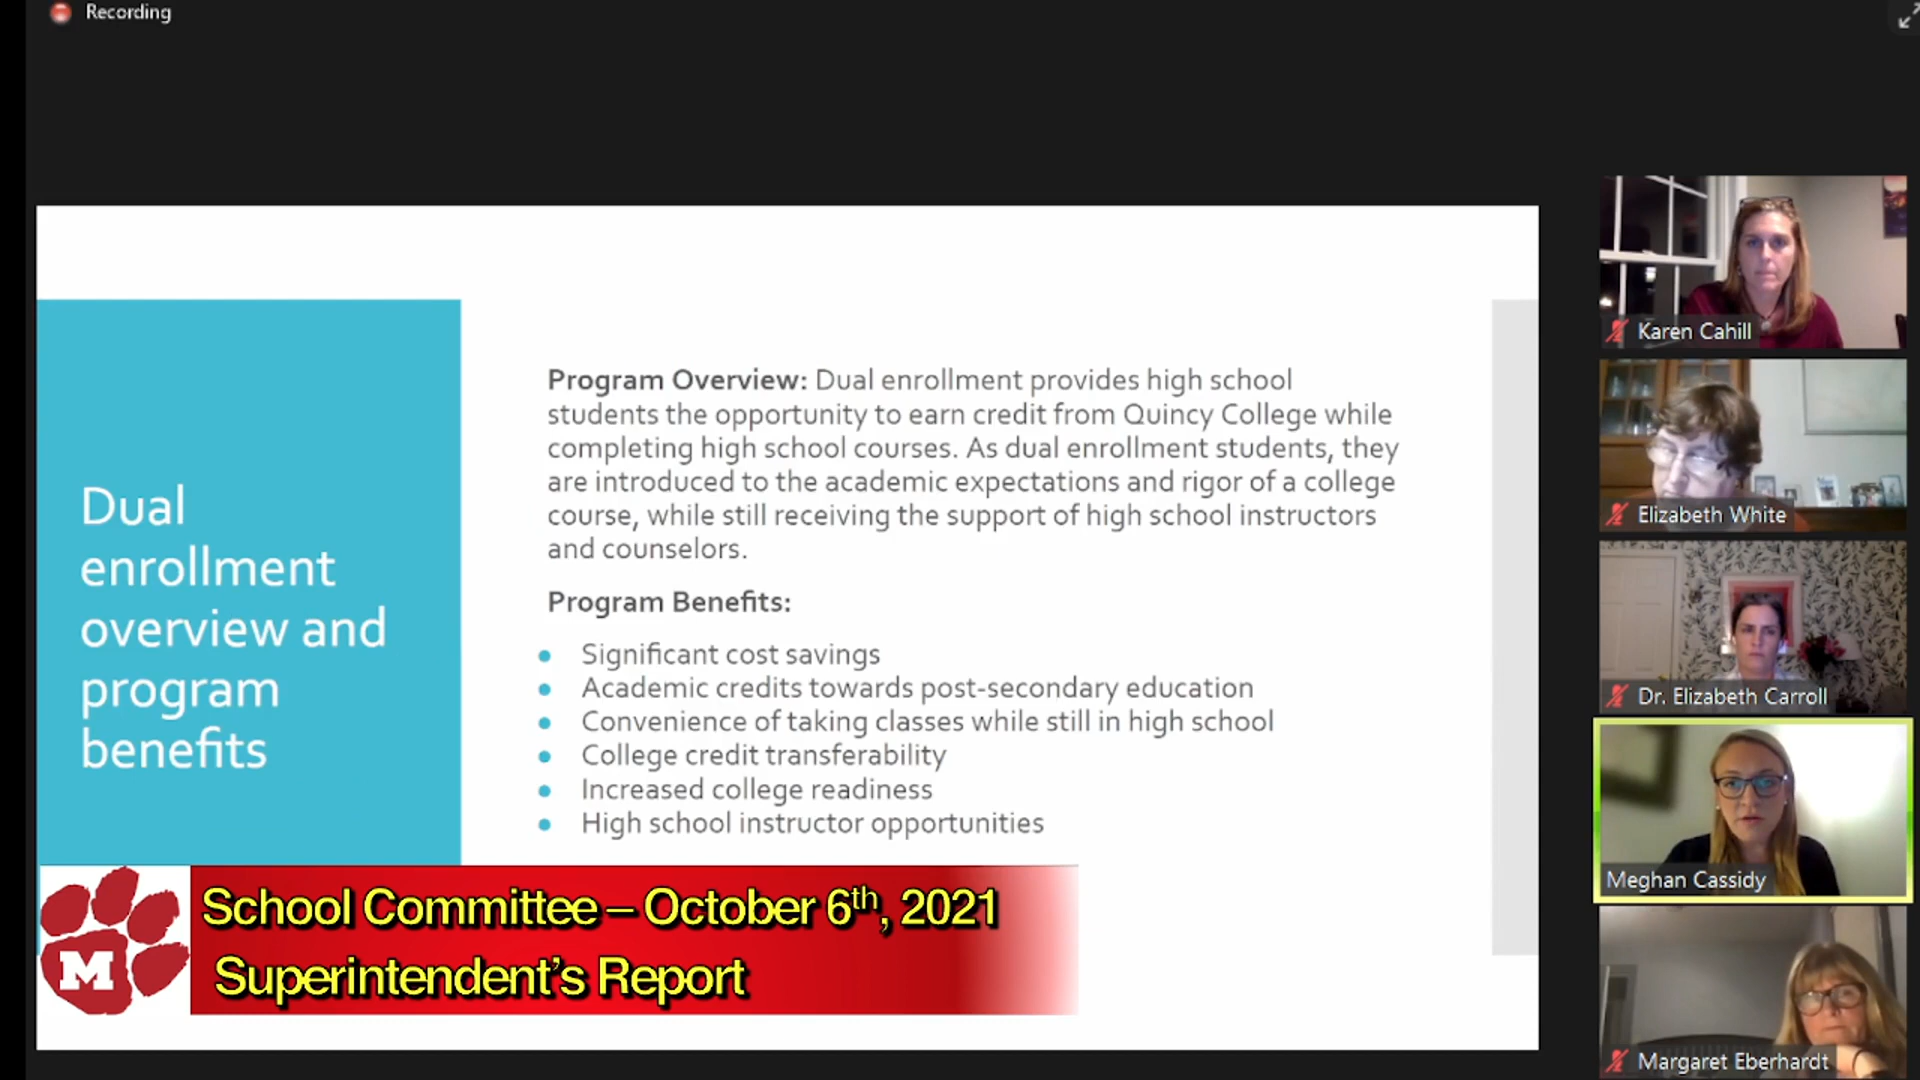 Recording
Dual
enrollment
overview and
program
benefits
Program Overview: Dual enrollment provides high school
students the opportunity to earn credit from Quincy College while
completing high school courses. As dual enrollment students, they
are introduced to the academic expectations and rigor of a college
course, while still receiving the support of high school instructors
and counselors.
Program Benefits:
Significant cost savings
Academic credits towards post-secondary education
Convenience of taking classes while still in high school
College credit transferability
Increased college readiness
High school instructor opportunities
M
School Committee – October 6th, 2021
Superintendent's Report
Karen Cahill
Elizabeth White
Dr. Elizabeth Carroll
Meghan Cassidy
Margaret Eberhardt